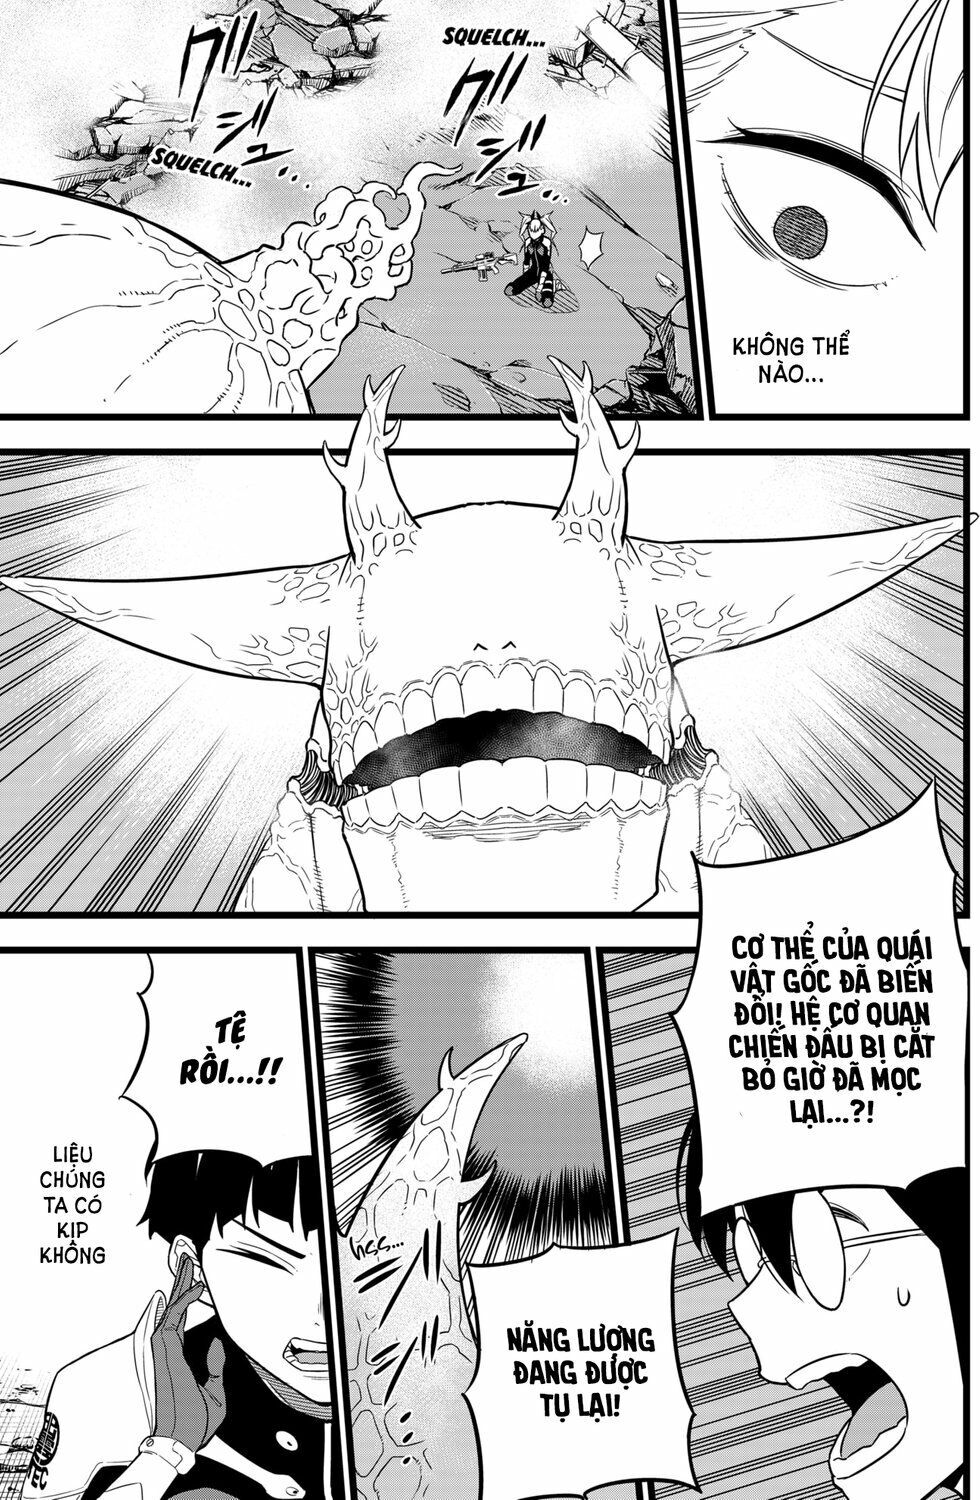 KHÔNG THỂ
NÀO...
SQUELCH...
SQUELCH...
グ
ジュ...
グ
ジュ...
CƠ THỂ CỦA QUÁI
VẬT GỐC ĐÃ BIẾN
ĐỔI! HỆ CƠ QUAN
CHIẾN ĐẤU BỊ CẮT
BỎ GIỜ ĐÃ MỌC
LẠI...?!
NĂNG LƯỢNG
ĐANG ĐƯỢC
TỤ LẠI!
hss...
TỆ
RỒI...!!
LIỆU
CHÚNG
TA CÓ
KỊP
KHÔNG